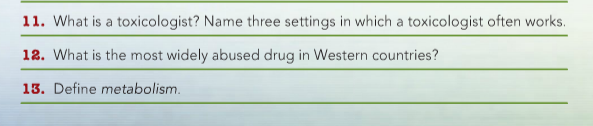 11. What is a toxicologist? Name three settings in which a toxicologist often works.
12. What is the most widely abused drug in Western countries?
13. Define metabolism.